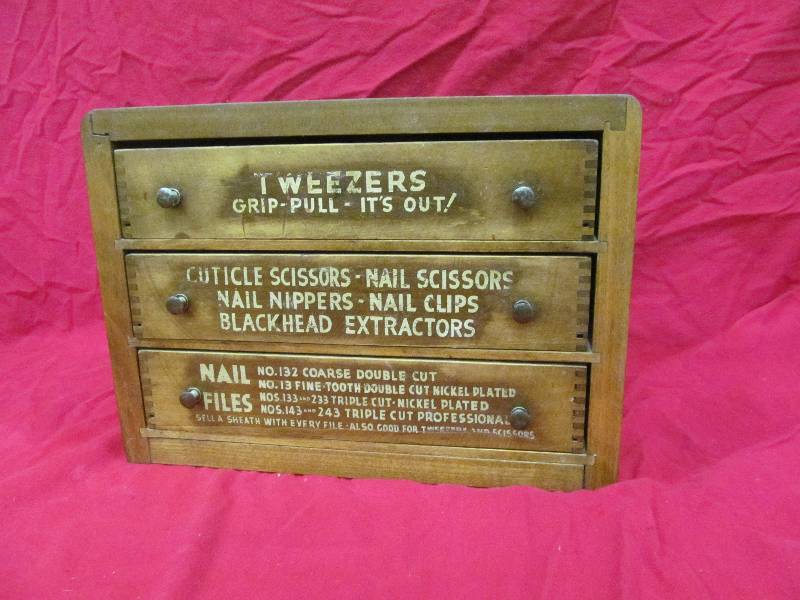 TWEEZERS
GRIP-PULL-IT'S OUT!
CUTICLE SCISSORS-NAIL SCISSORS
NAIL NIPPERS-NAIL CLIPS
BLACKHEAD EXTRACTORS
NAIL FILES
NO.132 COARSE DOUBLE CUT
NO.13 FINE-TOOTH DOUBLE CUT NICKEL PLATED
NOS.133 AND 233 TRIPLE CUT-NICKEL PLATED
NOS.143 AND 243 TRIPLE CUT PROFESSIONAL
SELL A SHEATH WITH EVERY FILE-ALSO GOOD FOR TWEEZERS AND SCISSORS